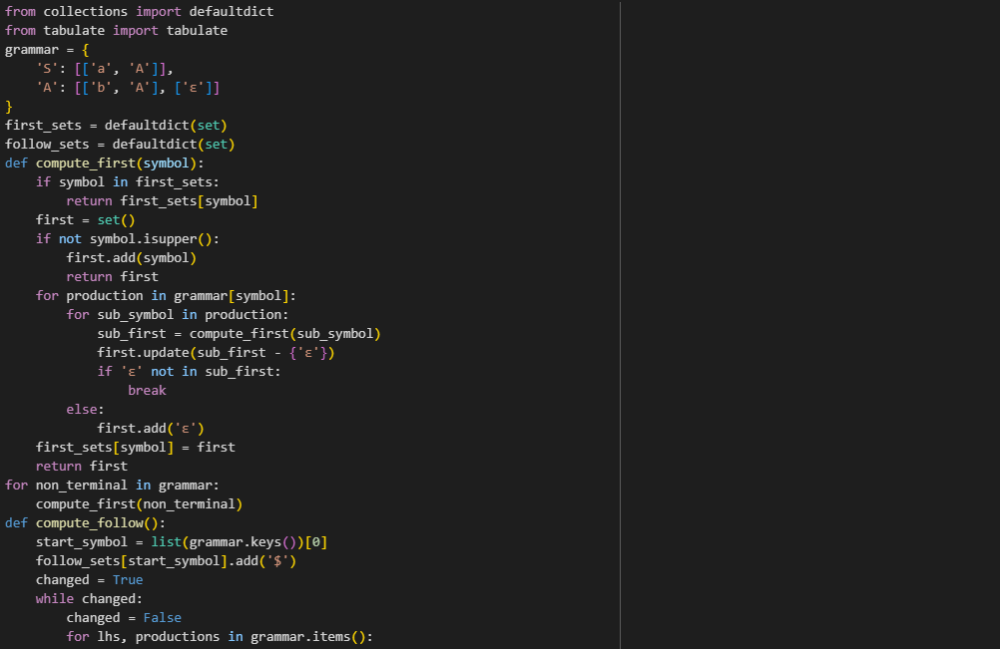 from collections import defaultdict
from tabulate import tabulate
grammar = {
    'S': [['a', 'A']],
    'A': [['b', 'A'], ['ε']]
}
first_sets = defaultdict(set)
follow_sets = defaultdict(set)
def compute_first(symbol):
    if symbol in first_sets:
        return first_sets[symbol]
    first = set()
    if not symbol.isupper():
        first.add(symbol)
        return first
    for production in grammar[symbol]:
        for sub_symbol in production:
            sub_first = compute_first(sub_symbol)
            first.update(sub_first - {'ε'})
            if 'ε' not in sub_first:
                break
        else:
            first.add('ε')
    first_sets[symbol] = first
    return first
for non_terminal in grammar:
    compute_first(non_terminal)
def compute_follow():
    start_symbol = list(grammar.keys())[0]
    follow_sets[start_symbol].add('$')
    changed = True
    while changed:
        changed = False
        for lhs, productions in grammar.items():